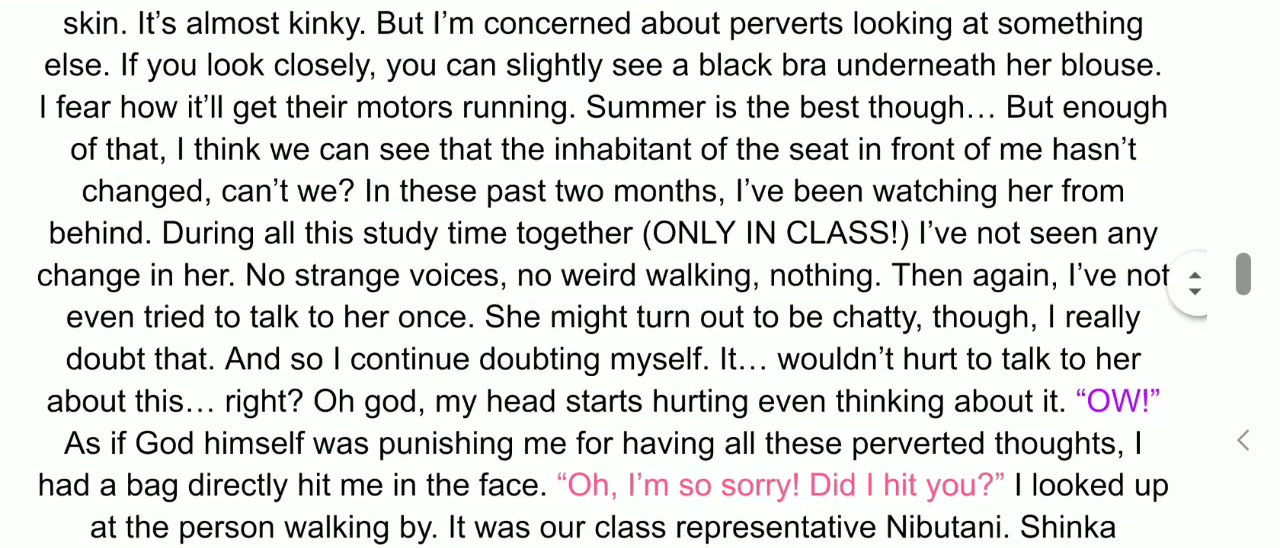 skin. It’s almost kinky. But I’m concerned about perverts looking at something
else. If you look closely, you can slightly see a black bra underneath her blouse.
I fear how it’ll get their motors running. Summer is the best though… But enough
of that, I think we can see that the inhabitant of the seat in front of me hasn’t
changed, can’t we? In these past two months, I’ve been watching her from
behind. During all this study time together (ONLY IN CLASS!) I’ve not seen any
change in her. No strange voices, no weird walking, nothing. Then again, I’ve not
even tried to talk to her once. She might turn out to be chatty, though, I really
doubt that. And so I continue doubting myself. It… wouldn’t hurt to talk to her
about this… right? Oh god, my head starts hurting even thinking about it. “OW!”
As if God himself was punishing me for having all these perverted thoughts, I
had a bag directly hit me in the face. “Oh, I’m so sorry! Did I hit you?” I looked up
at the person walking by. It was our class representative Nibutani. Shinka